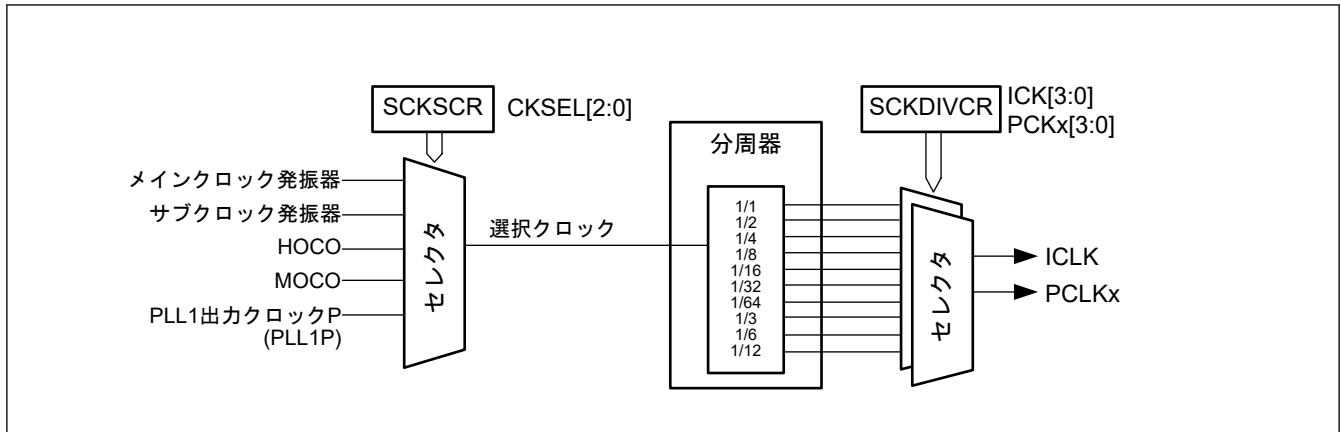 SCKSCR
CKSEL[2:0]
SCKDIVCR
ICK[3:0]
PCKx[3:0]
分周器
メインクロック発振器
サブクロック発振器
HOCO
MOCO
PLL1出力クロックP
(PLL1P)
セレクタ
選択クロック
1/1
1/2
1/4
1/8
1/16
1/32
1/64
1/3
1/6
1/12
セレクタ
ICLK
PCLKx